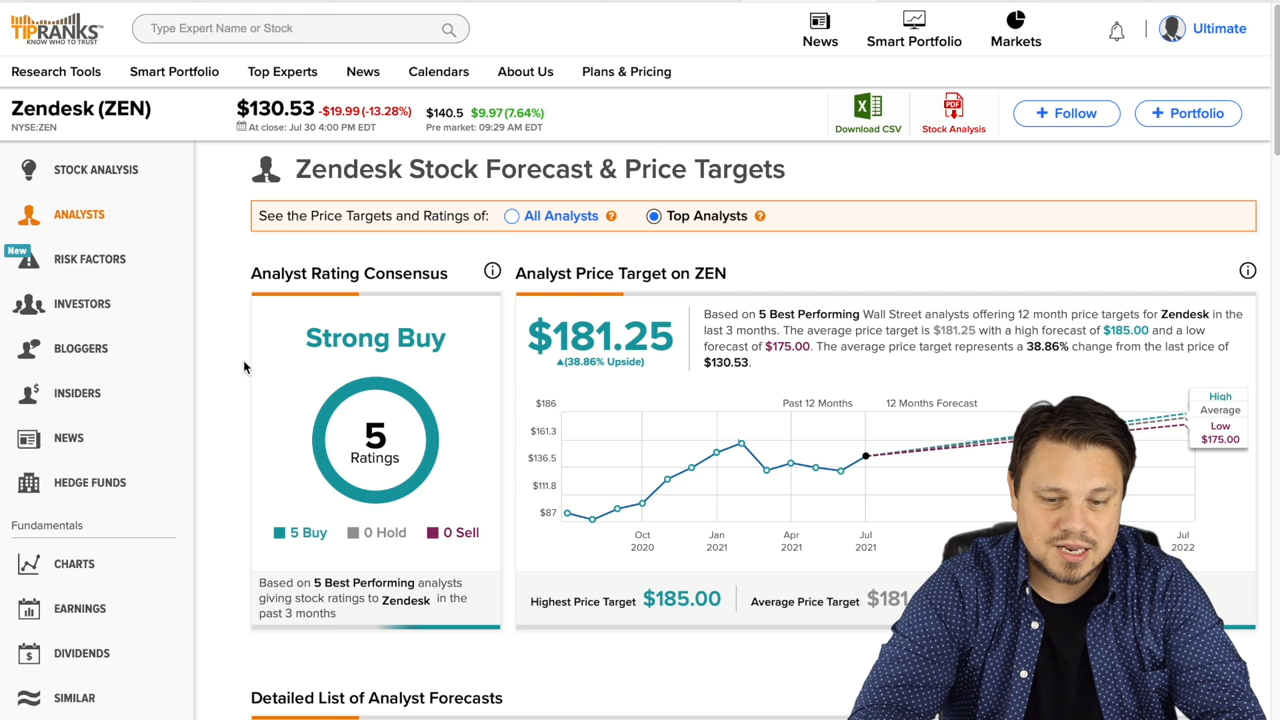 TIPRANKS
KNOW WHO TO TRUST
Type Expert Name or Stock
News
Smart Portfolio
Markets
Ultimate
Research Tools
Smart Portfolio
Top Experts
News
Calendars
About Us
Plans & Pricing
Zendesk (ZEN)
NYSE:ZEN
$130.53 -$19.99 (-13.28%)
At close: Jul 30 4:00 PM EDT
$140.5 $9.97 (7.64%)
Pre market: 09:29 AM EDT
Download CSV
PDF
Stock Analysis
+ Follow
+ Portfolio
STOCK ANALYSIS
ANALYSTS
New
RISK FACTORS
INVESTORS
BLOGGERS
INSIDERS
NEWS
HEDGE FUNDS
Fundamentals
CHARTS
EARNINGS
DIVIDENDS
SIMILAR
Zendesk Stock Forecast & Price Targets
See the Price Targets and Ratings of: All Analysts ? Top Analysts ?
Analyst Rating Consensus
Strong Buy
5
Ratings
5 Buy 0 Hold 0 Sell
Based on 5 Best Performing analysts
giving stock ratings to Zendesk in the
past 3 months
Analyst Price Target on ZEN
$181.25
▲(38.86% Upside)
Based on 5 Best Performing Wall Street analysts offering 12 month price targets for Zendesk in the
last 3 months. The average price target is $181.25 with a high forecast of $185.00 and a low
forecast of $175.00. The average price target represents a 38.86% change from the last price of
$130.53.
Past 12 Months
12 Months Forecast
$186
$161.3
$136.5
$111.8
$87
High
Average
Low
$175.00
Oct
2020
Jan
2021
Apr
2021
Jul
2021
Jul
2022
Highest Price Target $185.00
Average Price Target $181
Detailed List of Analyst Forecasts